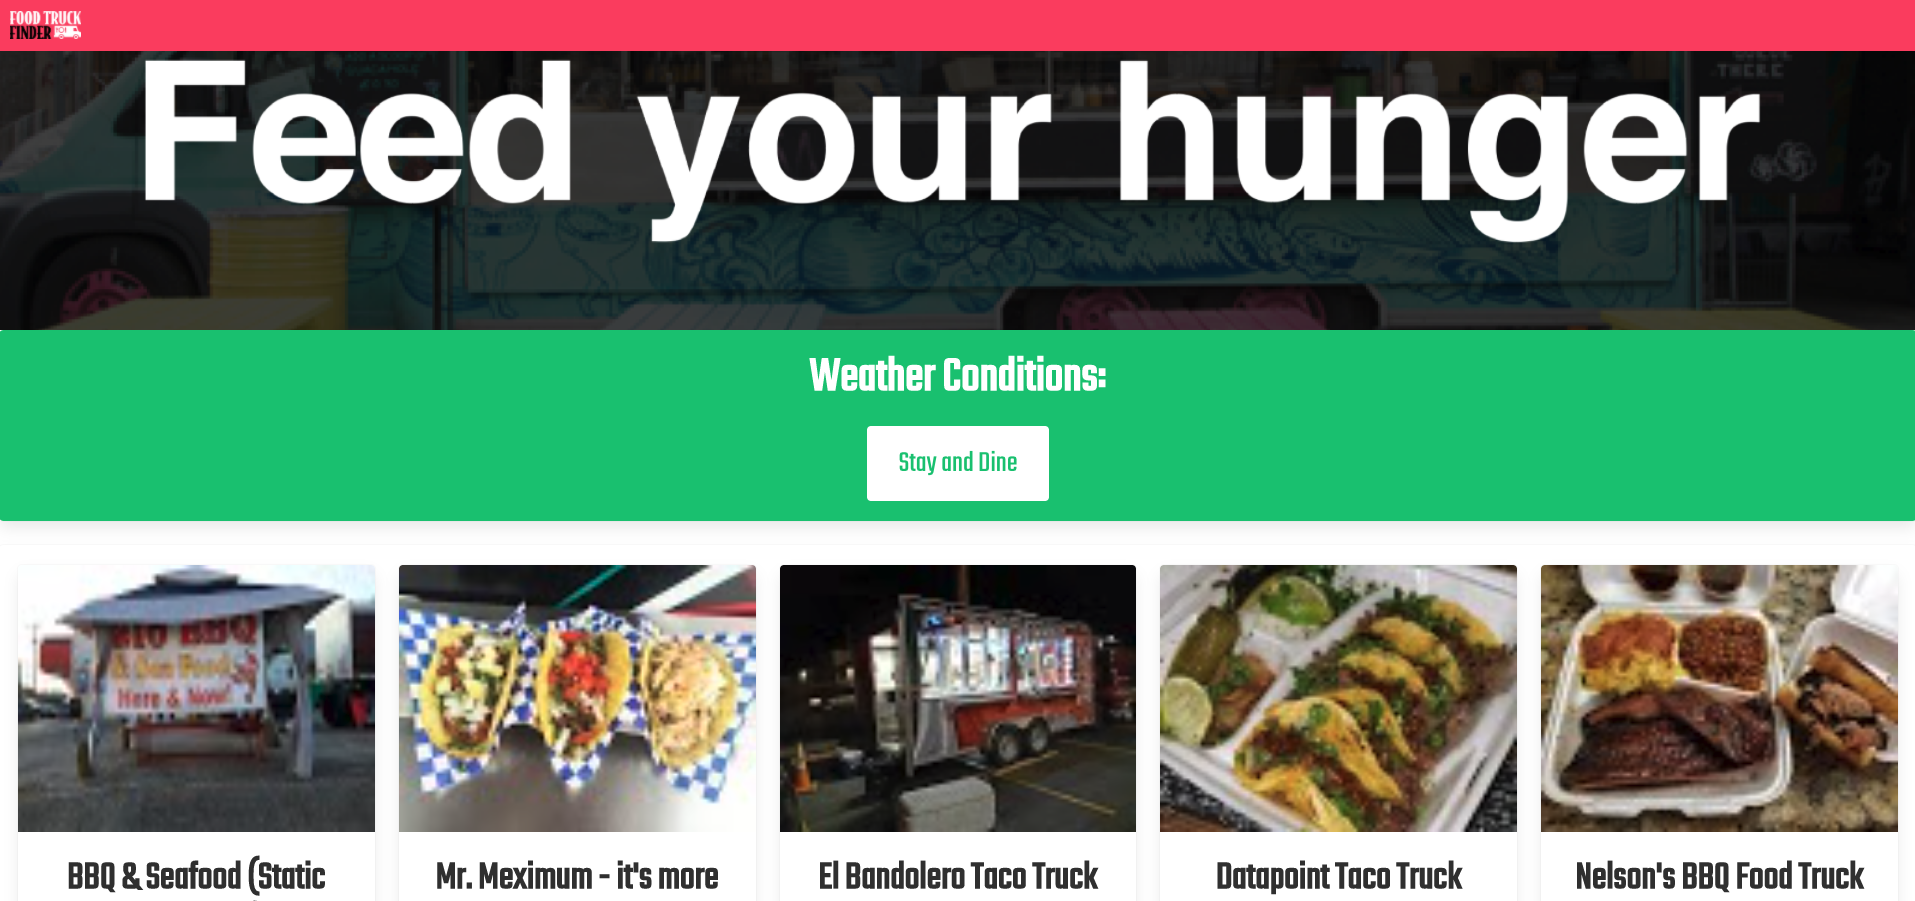 FOOD TRUCK
FINDER
THERE
Feed your hunger
Weather Conditions:
Stay and Dine
BBQ
& Sea Food
Here & Now!
BBQ & Seafood (Static
Mr. Meximum - it's more
El Bandolero Taco Truck
Datapoint Taco Truck
Nelson's BBQ Food Truck